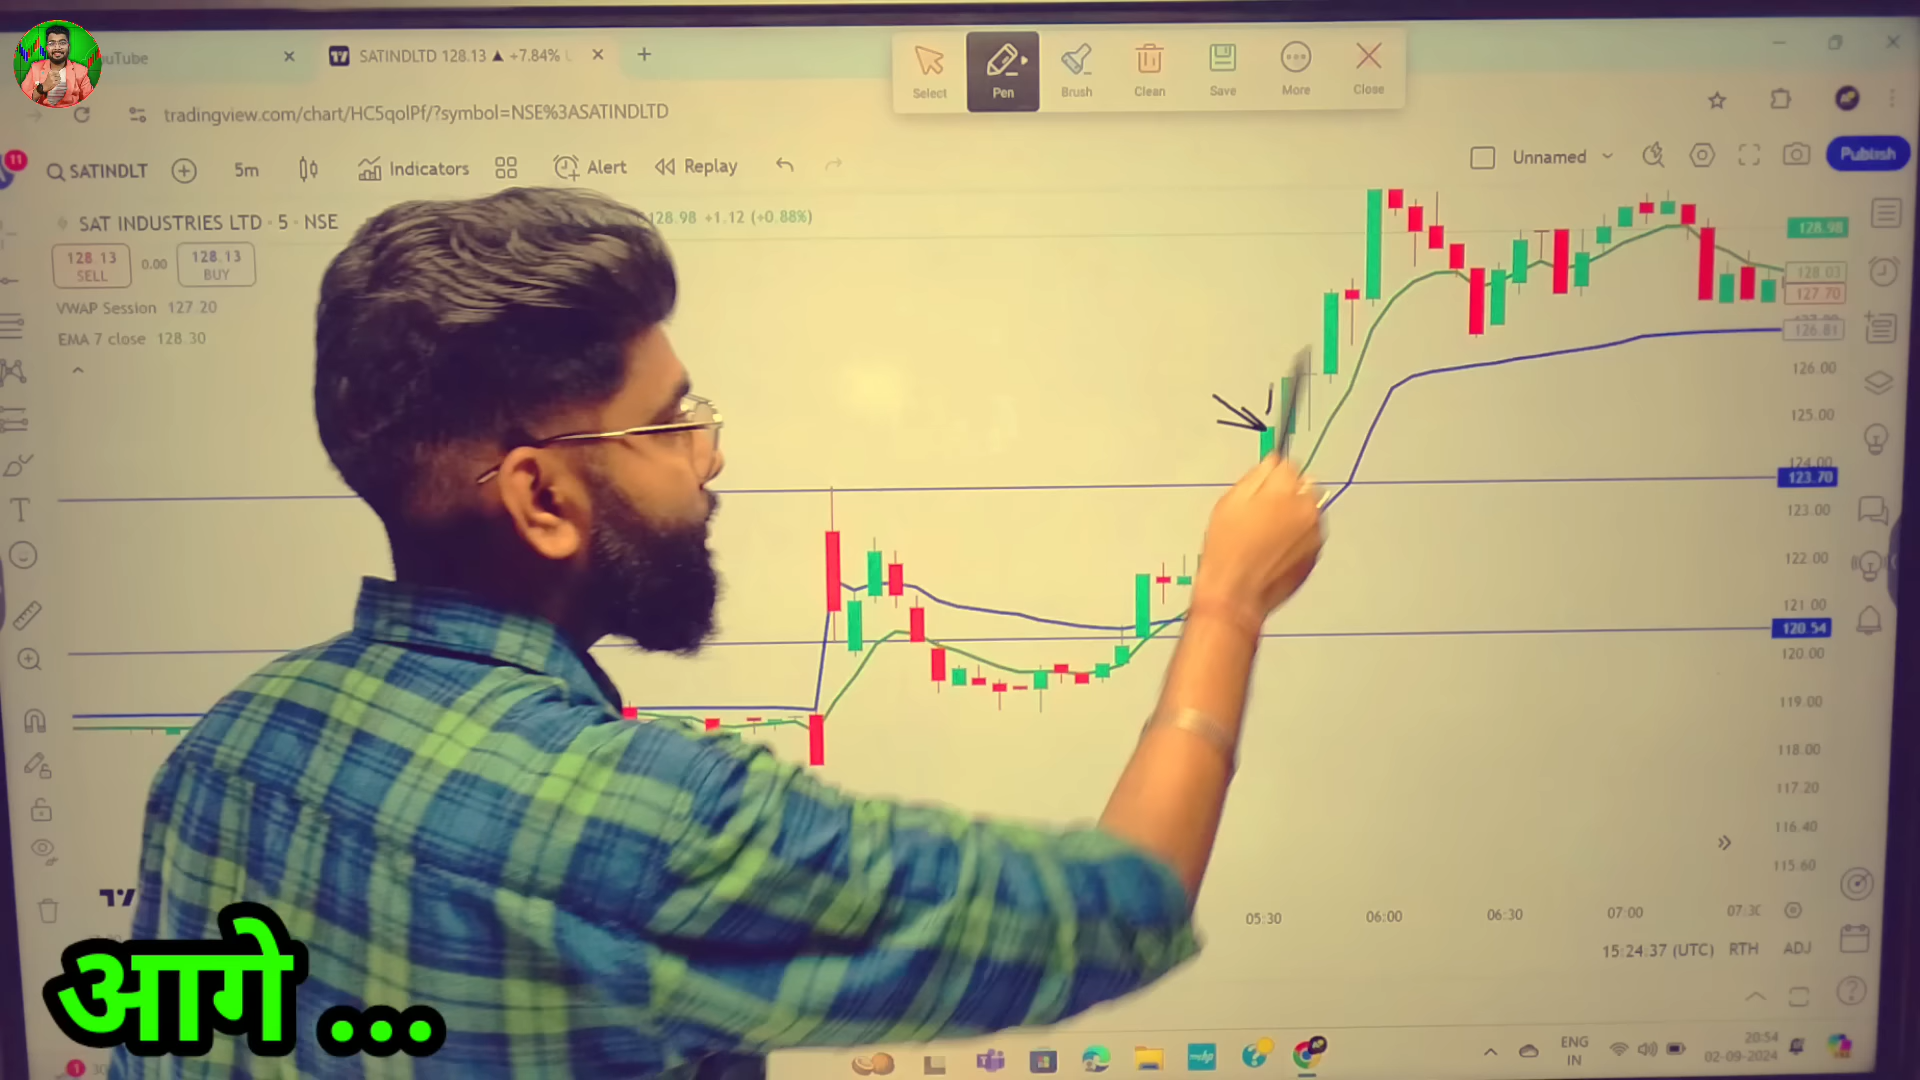 ouTube
SATINDLTD 128.13 ▲ +7.84%
Select
Pen
Brush
Clean
Save
More
Close
tradingview.com/chart/HC5qolPf/?symbol=NSE%3ASATINDLTD
11
SATINDLT
5m
Indicators
Alert
Replay
Unnamed
Publish
SAT INDUSTRIES LTD · 5 · NSE
128.98 +1.12 (+0.88%)
128.13
SELL
0.00
128.13
BUY
VWAP Session 127.20
EMA 7 close 128.30
128.98
128.03
127.70
126.81
126.00
125.00
124.00
123.70
123.00
122.00
121.00
120.54
120.00
119.00
118.00
117.20
116.40
115.60
05:30
06:00
06:30
07:00
15:24:37 (UTC)
RTH
ADJ
आगे ...
ENG
IN
20:54
02-09-2024